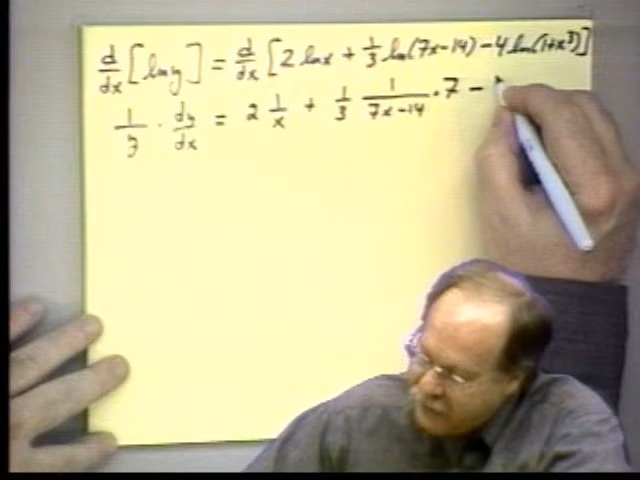 d/dx [ln y] = d/dx [2 ln x + 1/3 ln(7x-14) - 4 ln(1+x³)]
1/y · dy/dx = 2 1/x + 1/3 1/(7x-14) · 7 -